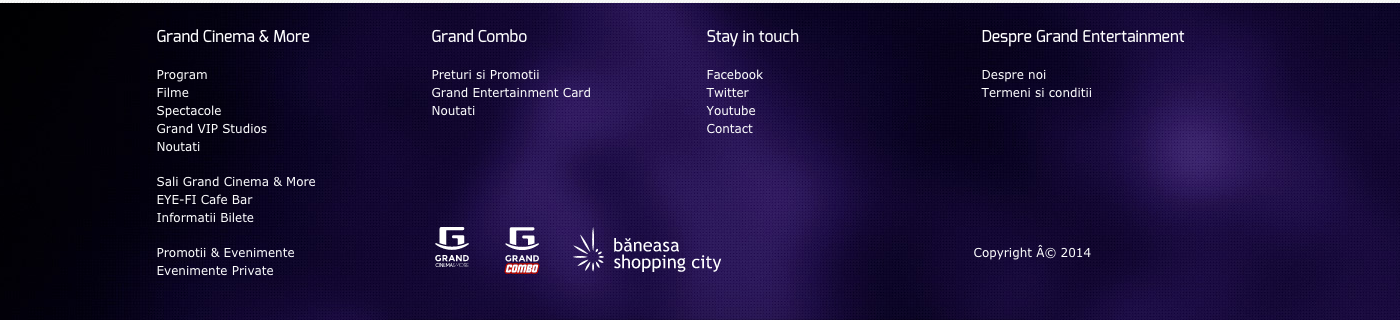 Grand Cinema & More
Program
Filme
Spectacole
Grand VIP Studios
Noutati
Sali Grand Cinema & More
EYE-FI Cafe Bar
Informatii Bilete
Promotii & Evenimente
Evenimente Private
Grand Combo
Preturi si Promotii
Grand Entertainment Card
Noutati
Stay in touch
Facebook
Twitter
Youtube
Contact
Despre Grand Entertainment
Despre noi
Termeni si conditii
GRAND
CINEMA&MORE
GRAND
COMBO
băneasa
shopping city
Copyright Â© 2014